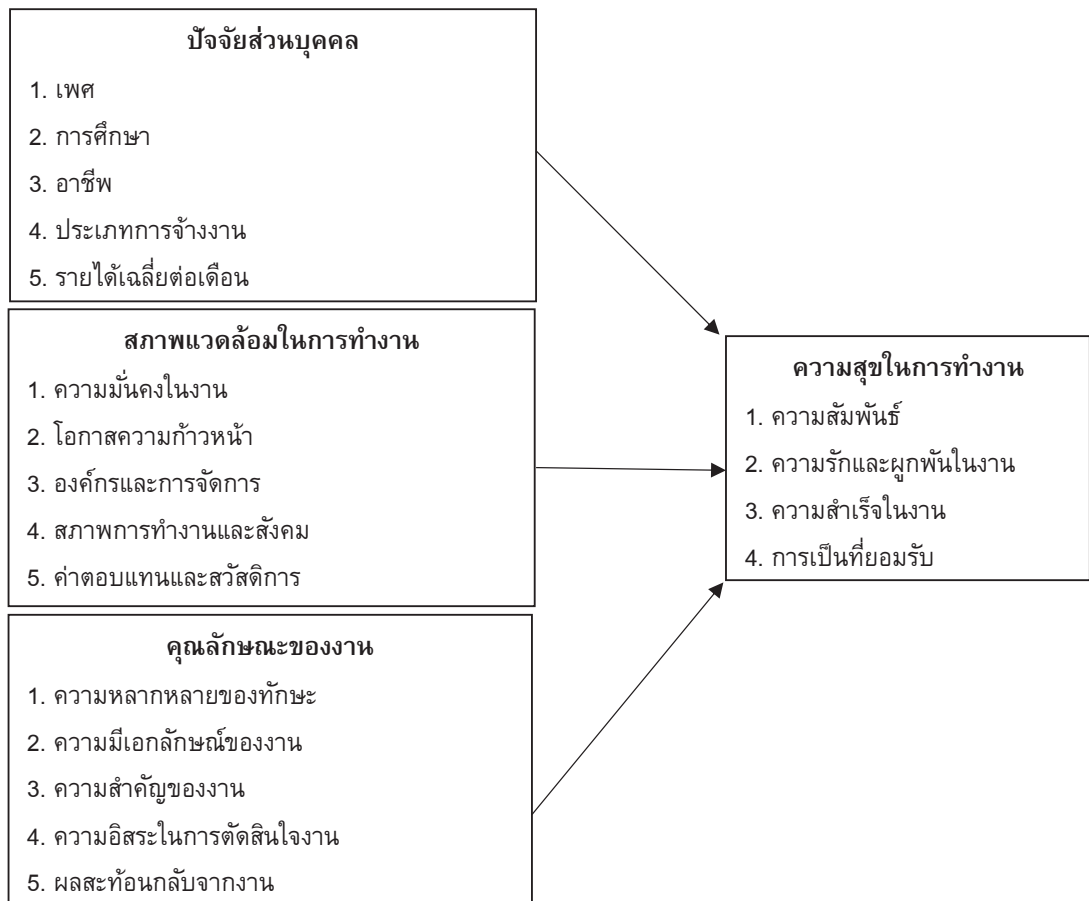 ปัจจัยส่วนบุคคล
1. เพศ
2. การศึกษา
3. อาชีพ
4. ประเภทการจ้างงาน
5. รายได้เฉลี่ยต่อเดือน
สภาพแวดล้อมในการทำงาน
1. ความมั่นคงในงาน
2. โอกาสความก้าวหน้า
3. องค์กรและการจัดการ
4. สภาพการทำงานและสังคม
5. ค่าตอบแทนและสวัสดิการ
คุณลักษณะของงาน
1. ความหลากหลายของทักษะ
2. ความมีเอกลักษณ์ของงาน
3. ความสำคัญของงาน
4. ความอิสระในการตัดสินใจงาน
5. ผลสะท้อนกลับจากงาน
ความสุขในการทำงาน
1. ความสัมพันธ์
2. ความรักและผูกพันในงาน
3. ความสำเร็จในงาน
4. การเป็นที่ยอมรับ